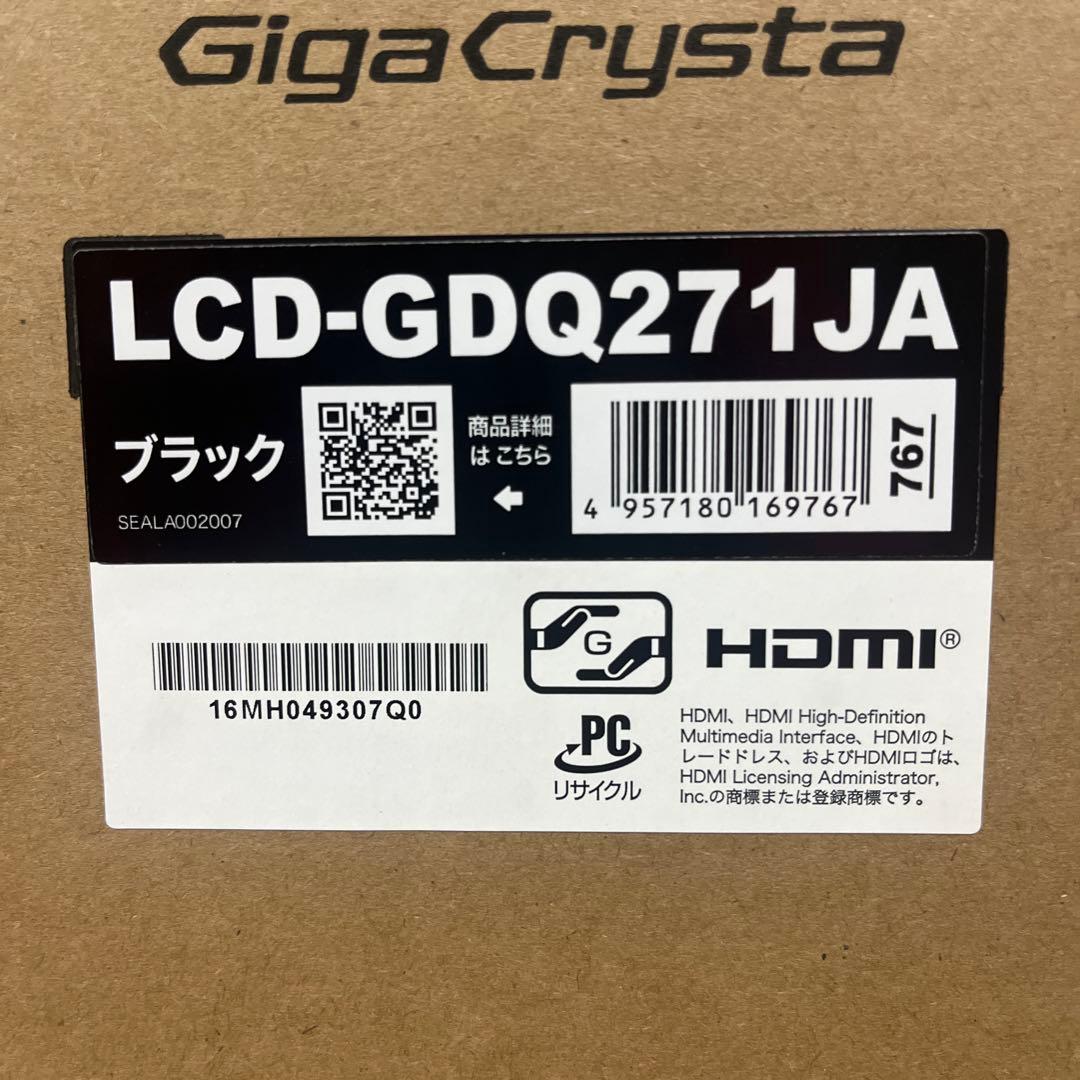 GigaCrysta
LCD-GDQ271JA
ブラック
SEALA002007
商品詳細
は こちら
4 957180 169767
767
16MH049307Q0
G
HDMI®
PC
リサイクル
HDMI、HDMI High-Definition
Multimedia Interface、HDMIのト
レードドレス、およびHDMIロゴは、
HDMI Licensing Administrator,
Inc.の商標または登録商標です。